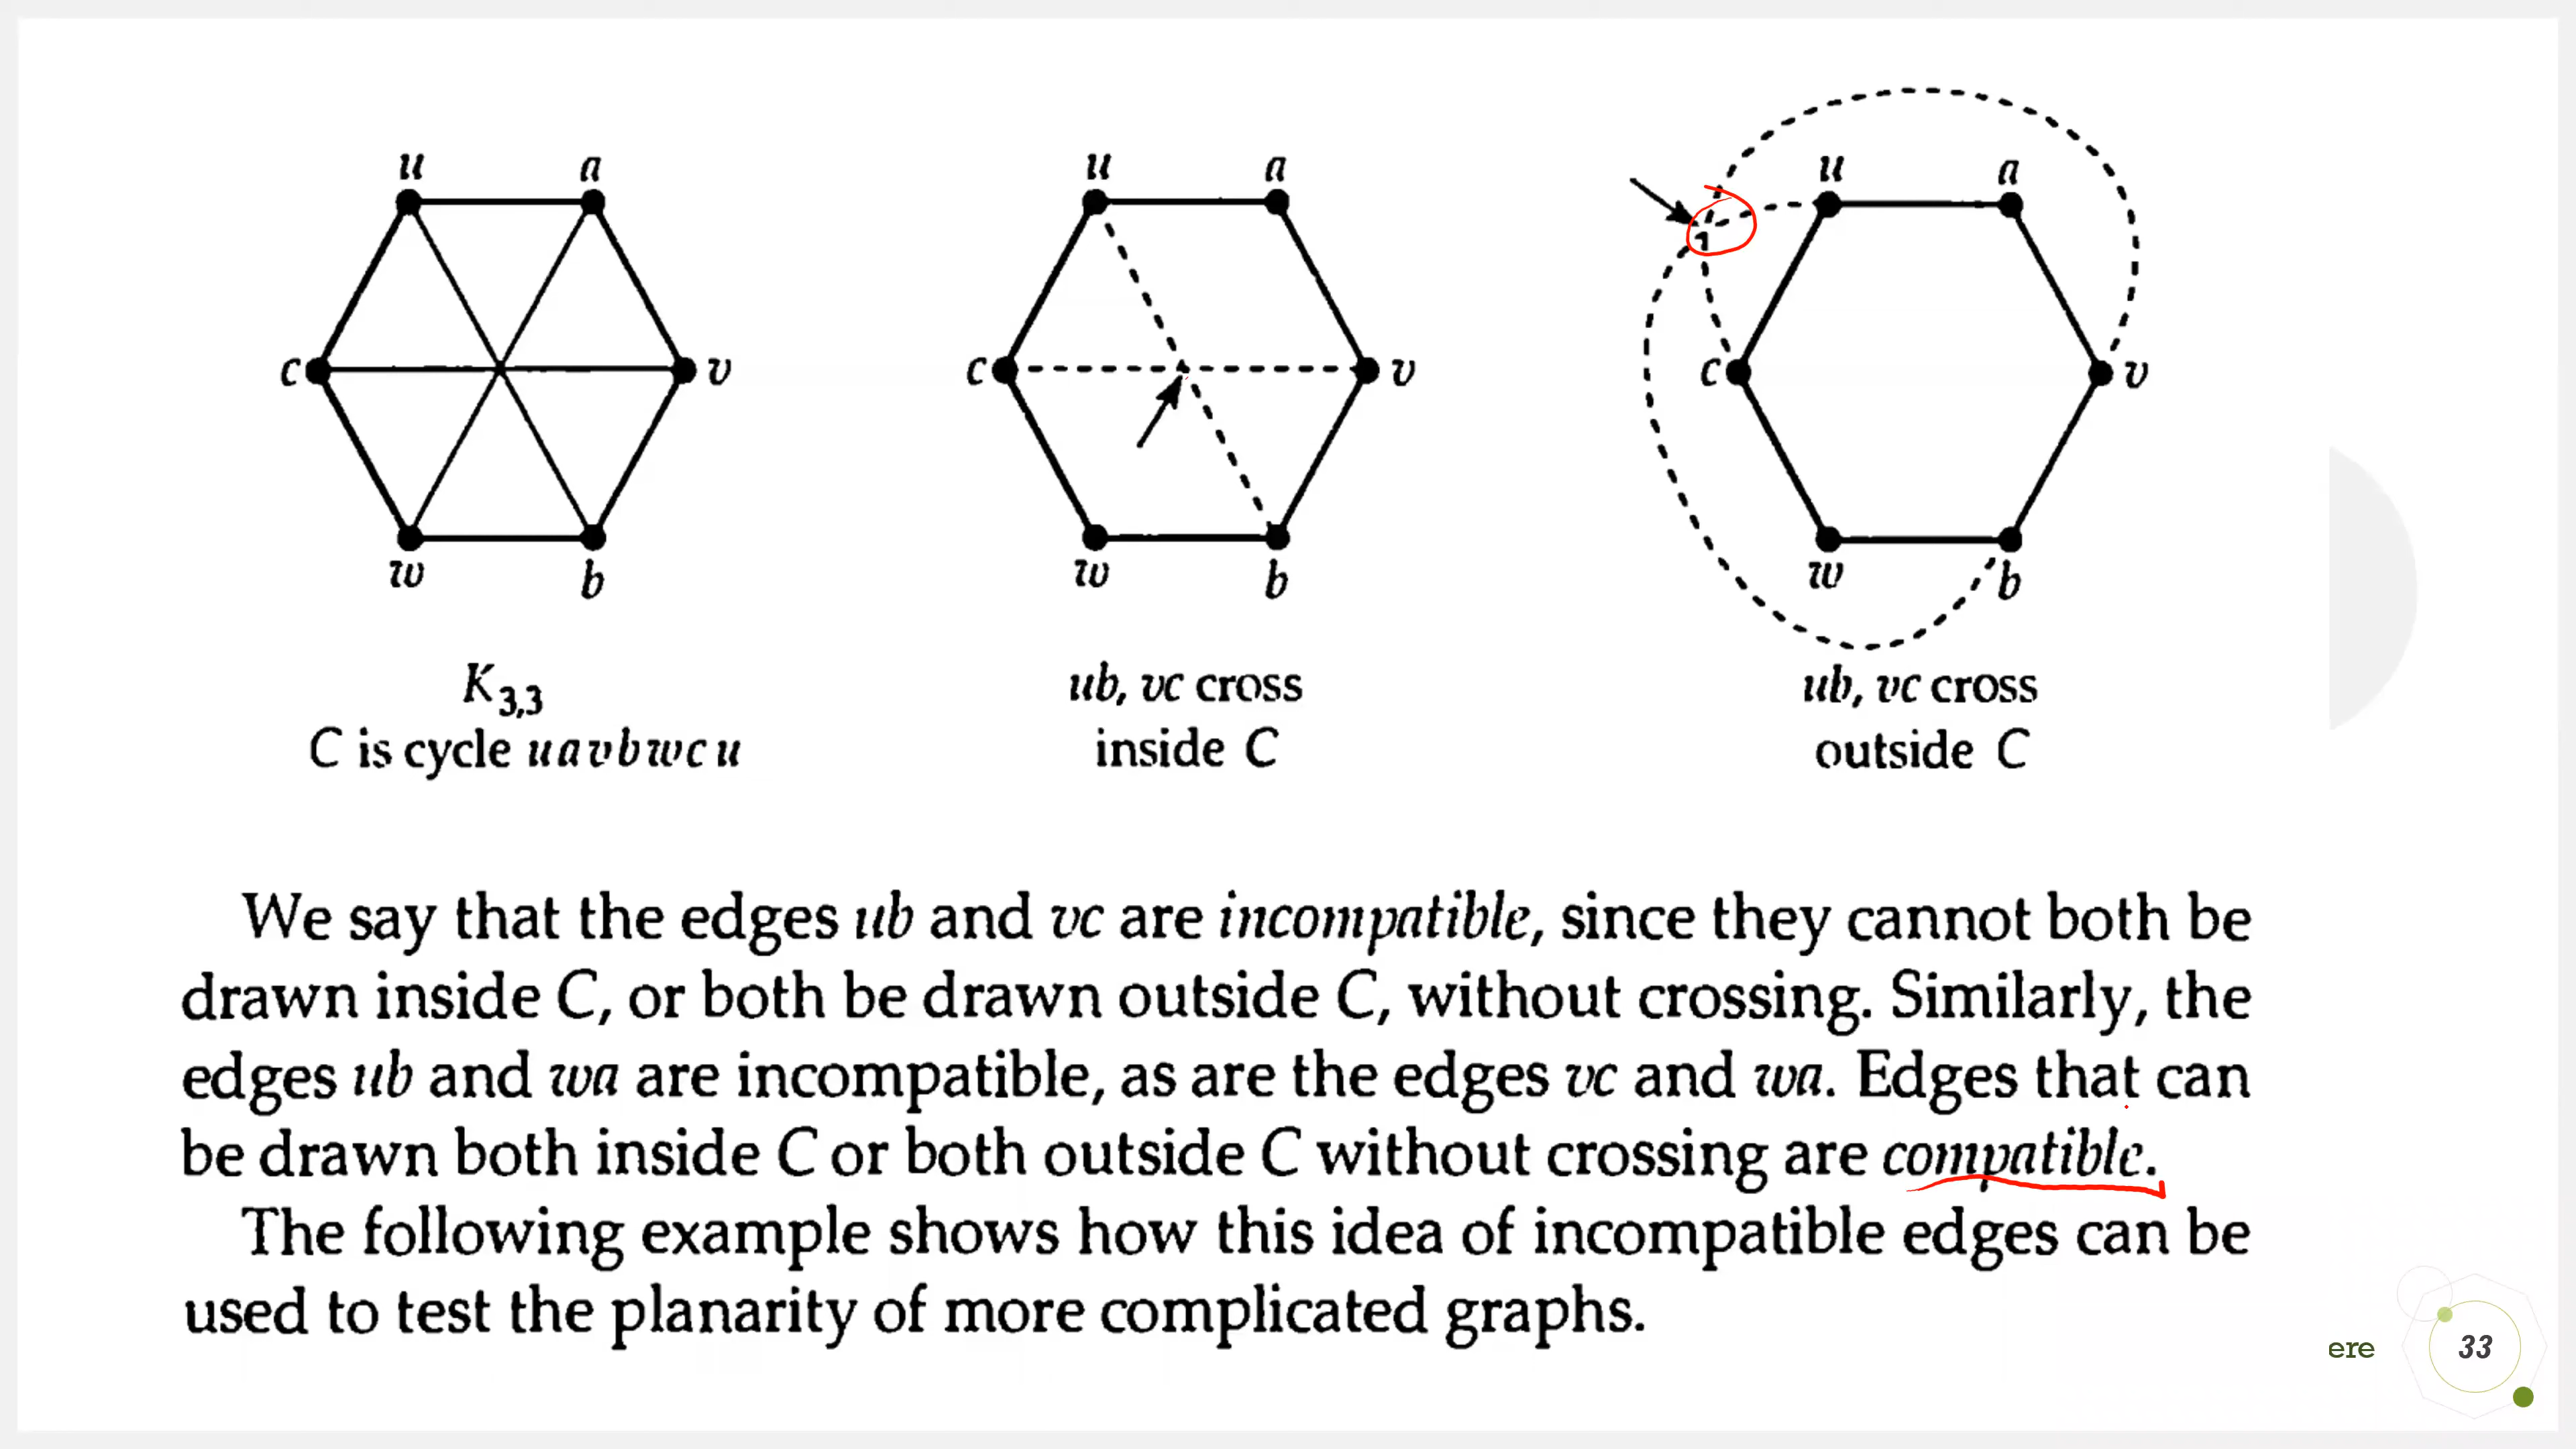 u a
u a
u a
c v
c v
c v
w b
w b
w b
K3,3
C is cycle u a v b w c u
ub, vc cross
inside C
ub, vc cross
outside C
We say that the edges ub and vc are incompatible, since they cannot both be
drawn inside C, or both be drawn outside C, without crossing. Similarly, the
edges ub and wa are incompatible, as are the edges vc and wa. Edges that can
be drawn both inside C or both outside C without crossing are compatible.
The following example shows how this idea of incompatible edges can be
used to test the planarity of more complicated graphs.
ere
33